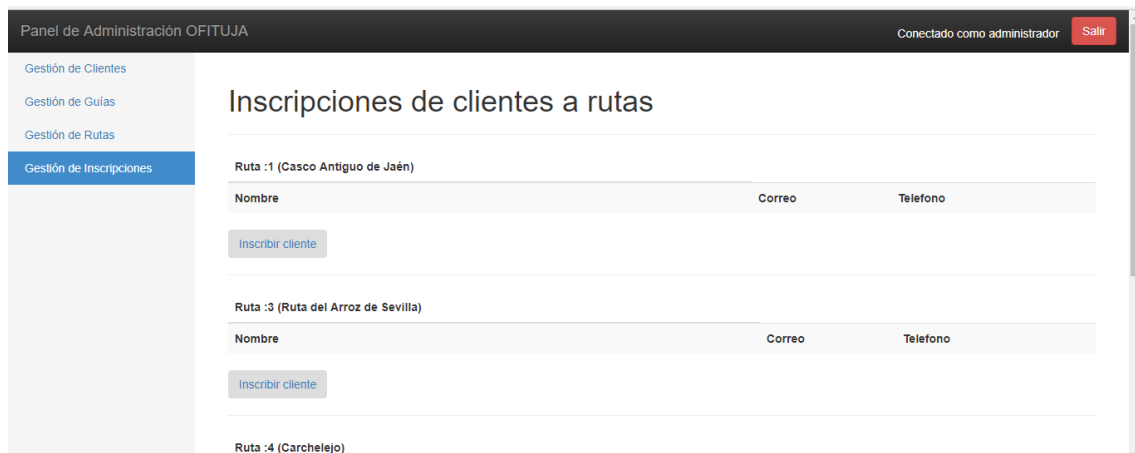 Panel de Administración OFITUJA
Conectado como administrador
Salir
Gestión de Clientes
Gestión de Guías
Gestión de Rutas
Gestión de Inscripciones
Inscripciones de clientes a rutas
Ruta :1 (Casco Antiguo de Jaén)
Nombre Correo Telefono
Inscribir cliente
Ruta :3 (Ruta del Arroz de Sevilla)
Nombre Correo Telefono
Inscribir cliente
Ruta :4 (Carchelejo)